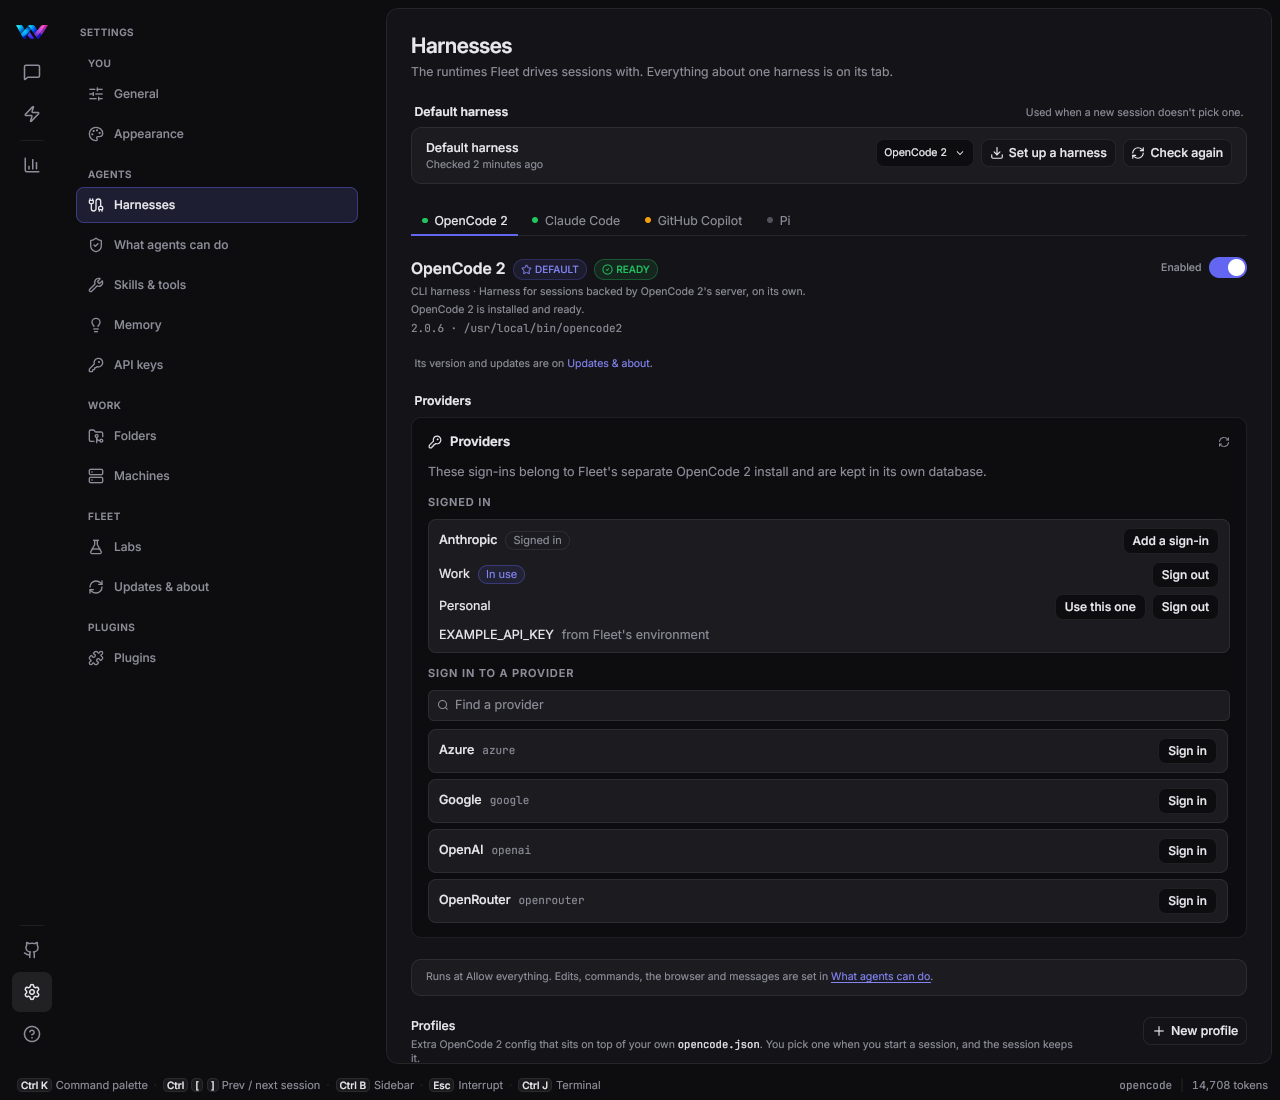 SETTINGS
YOU
General
Appearance
AGENTS
Harnesses
What agents can do
Skills & tools
Memory
API keys
WORK
Folders
Machines
FLEET
Labs
Updates & about
PLUGINS
Plugins
Harnesses
The runtimes Fleet drives sessions with. Everything about one harness is on its tab.
Default harness
Used when a new session doesn't pick one.
Default harness
Checked 2 minutes ago
OpenCode 2
Set up a harness
Check again
OpenCode 2
Claude Code
GitHub Copilot
Pi
OpenCode 2
DEFAULT
READY
Enabled
CLI harness · Harness for sessions backed by OpenCode 2's server, on its own.
OpenCode 2 is installed and ready.
2.0.6 · /usr/local/bin/opencode2
Its version and updates are on Updates & about.
Providers
Providers
These sign-ins belong to Fleet's separate OpenCode 2 install and are kept in its own database.
SIGNED IN
Anthropic
Signed in
Add a sign-in
Work
In use
Sign out
Personal
Use this one
Sign out
EXAMPLE_API_KEY from Fleet's environment
SIGN IN TO A PROVIDER
Find a provider
Azure azure
Sign in
Google google
Sign in
OpenAI openai
Sign in
OpenRouter openrouter
Sign in
Runs at Allow everything. Edits, commands, the browser and messages are set in What agents can do.
Profiles
New profile
Extra OpenCode 2 config that sits on top of your own opencode.json. You pick one when you start a session, and the session keeps
it.
Ctrl K Command palette · Ctrl [ ] Prev / next session · Ctrl B Sidebar · Esc Interrupt · Ctrl J Terminal
opencode
14,708 tokens